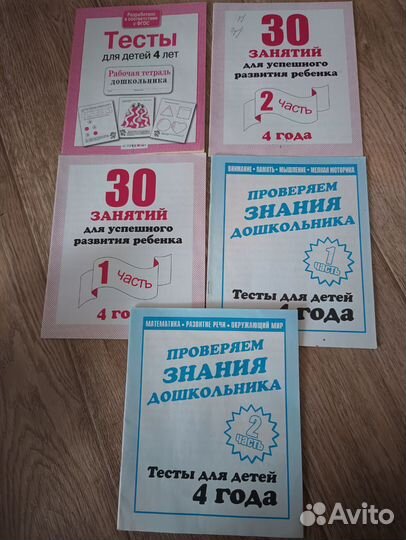 Разработано
в соответствии
с ФГОС
Тесты
для детей 4 лет
Рабочая тетрадь
дошкольника
30
ЗАНЯТИЙ
для успешного
развития ребенка
2 часть
4 года
30
ЗАНЯТИЙ
для успешного
развития ребенка
1 часть
4 года
ВНИМАНИЕ • ПАМЯТЬ • МЫШЛЕНИЕ • МЕЛКАЯ МОТОРИКА
ПРОВЕРЯЕМ
ЗНАНИЯ
ДОШКОЛЬНИКА
1
часть
Тесты для детей
4 года
МАТЕМАТИКА • РАЗВИТИЕ РЕЧИ • ОКРУЖАЮЩИЙ МИР
ПРОВЕРЯЕМ
ЗНАНИЯ
ДОШКОЛЬНИКА
2
часть
Тесты для детей
4 года
Avito